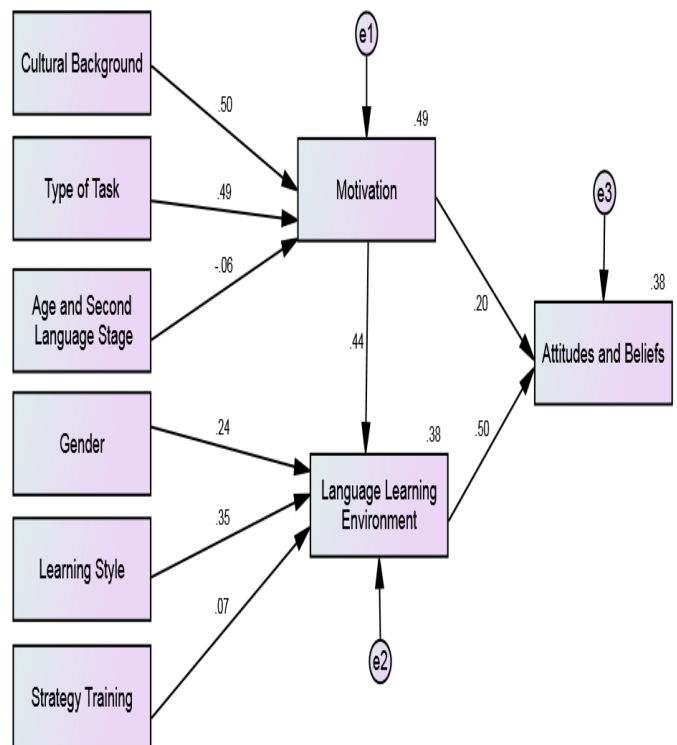 Cultural Background
Type of Task
Age and Second
Language Stage
Gender
Learning Style
Strategy Training
.50
.49
-.06
.24
.35
.07
e1
.49
Motivation
.44
.38
Language Learning
Environment
e2
.20
.50
e3
.38
Attitudes and Beliefs